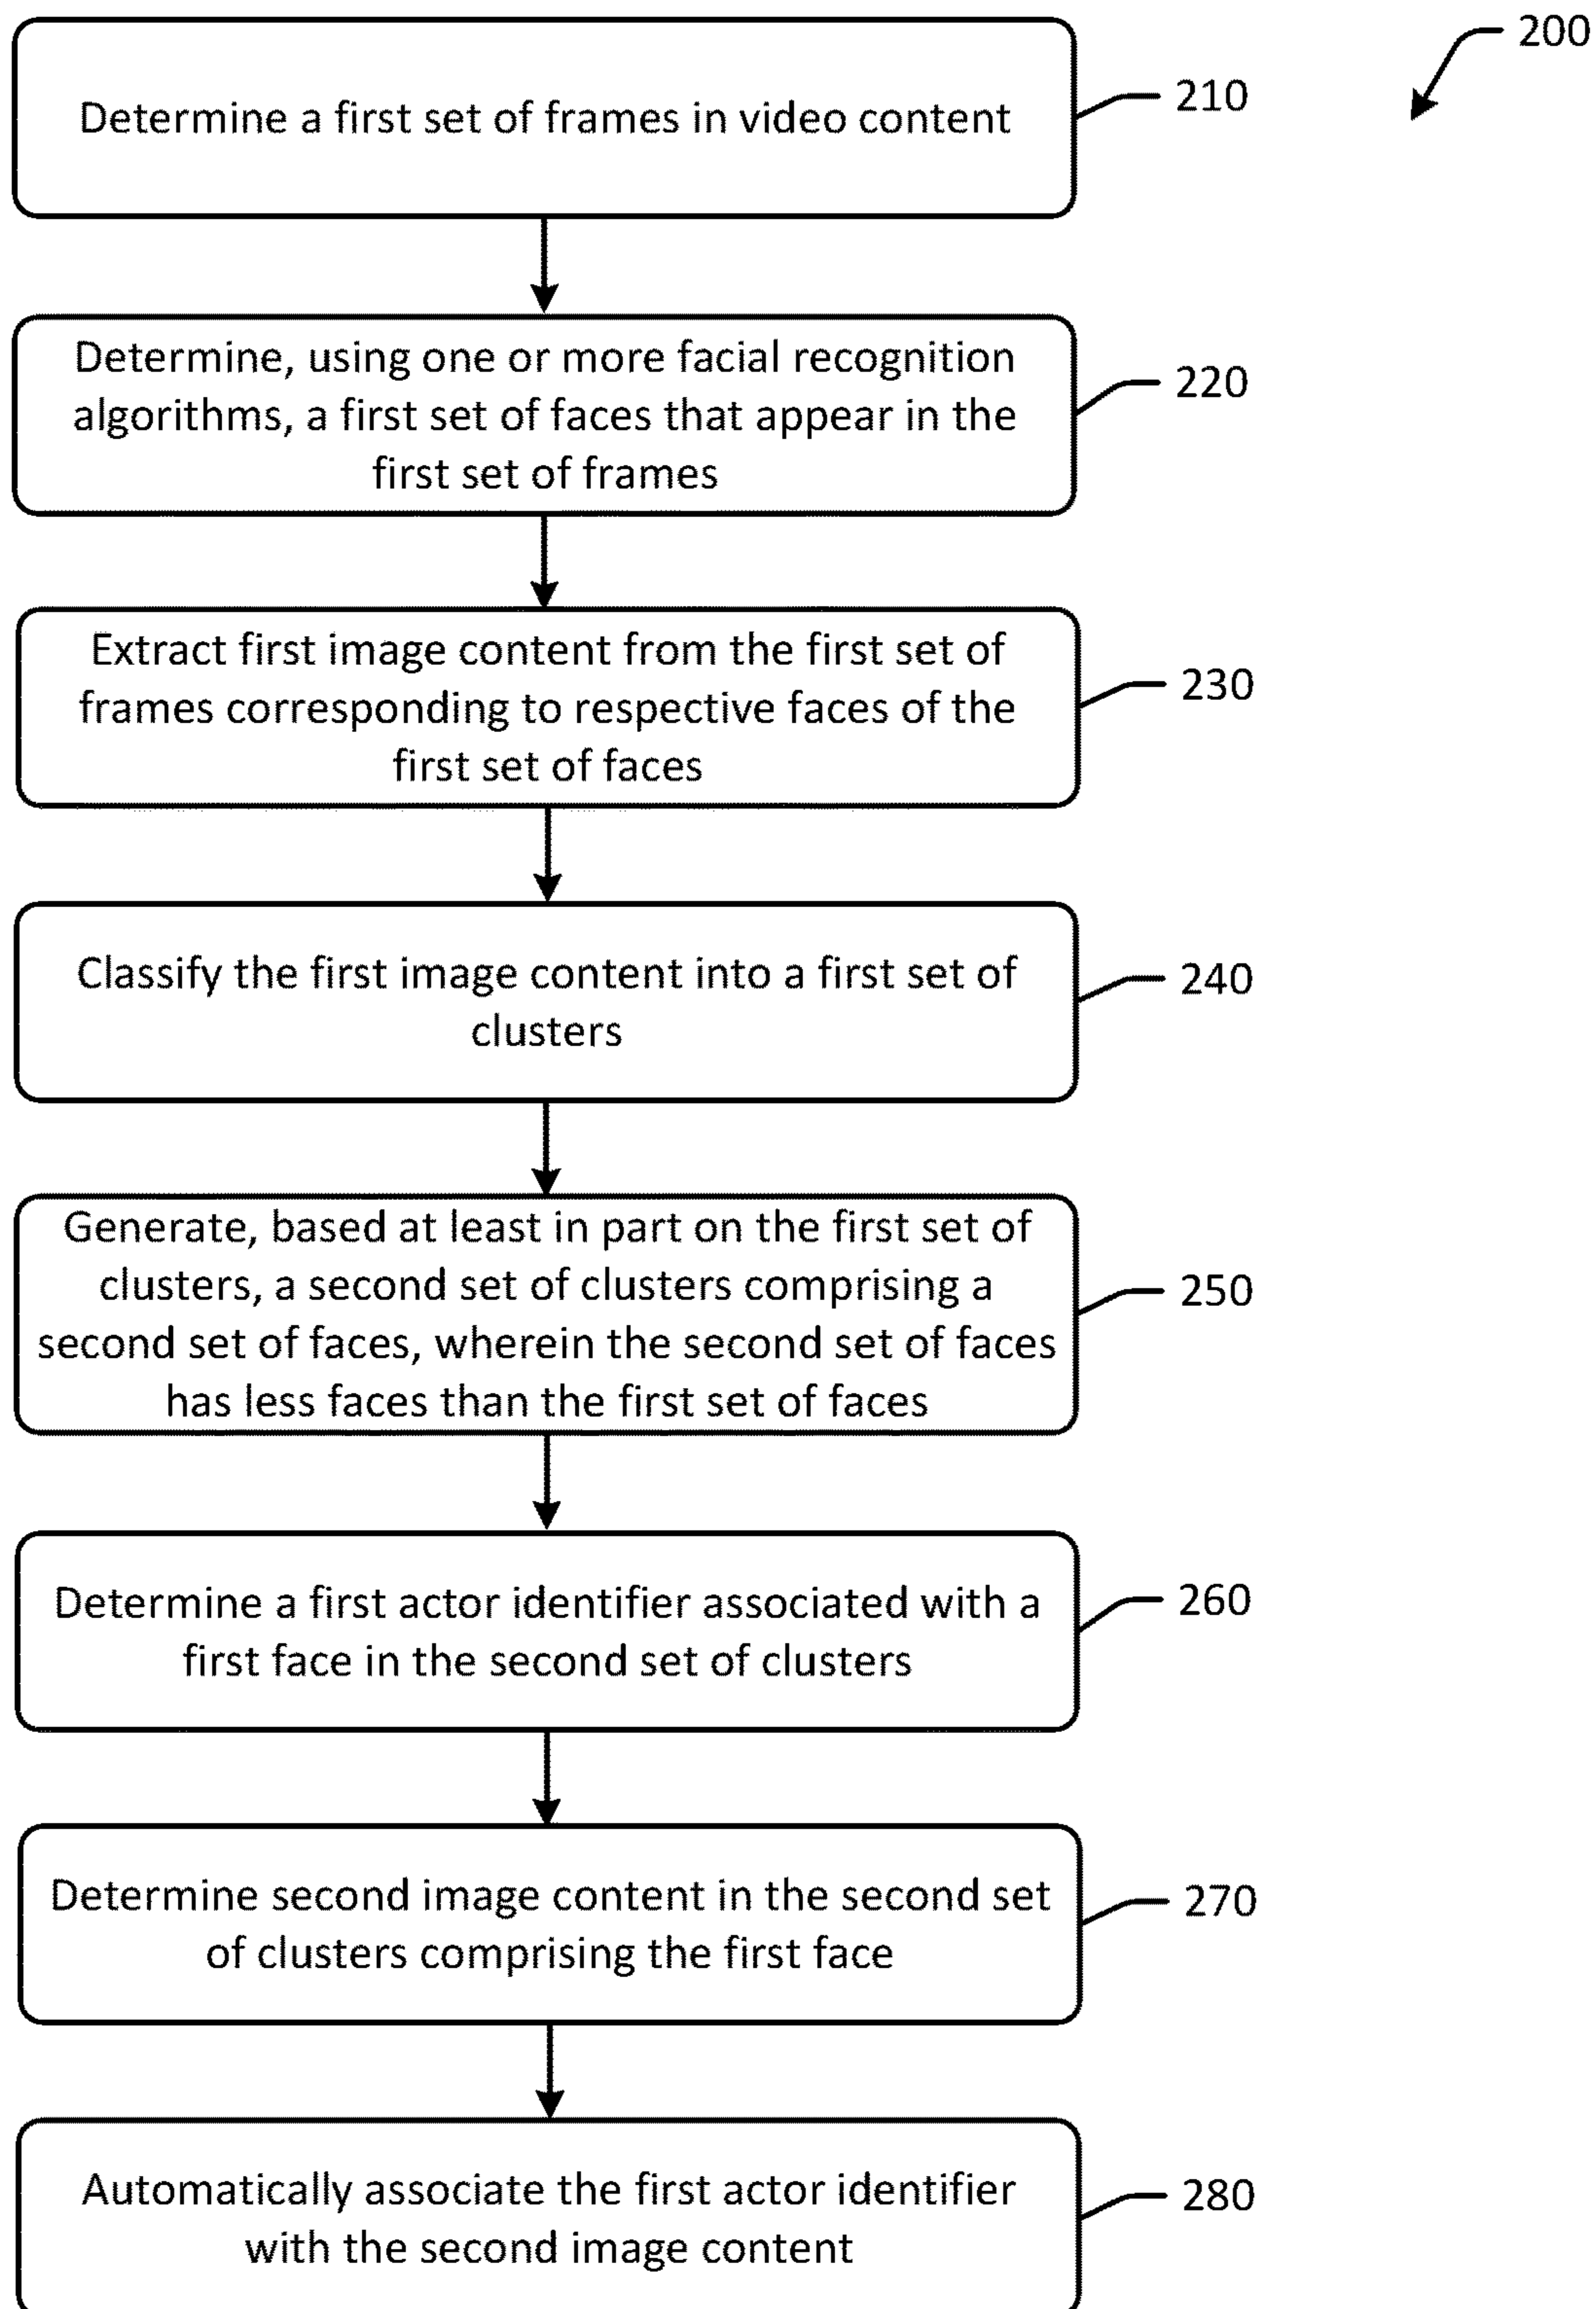 200
Determine a first set of frames in video content
210
Determine, using one or more facial recognition
algorithms, a first set of faces that appear in the
first set of frames
220
Extract first image content from the first set of
frames corresponding to respective faces of the
first set of faces
230
Classify the first image content into a first set of
clusters
240
Generate, based at least in part on the first set of
clusters, a second set of clusters comprising a
second set of faces, wherein the second set of faces
has less faces than the first set of faces
250
Determine a first actor identifier associated with a
first face in the second set of clusters
260
Determine second image content in the second set
of clusters comprising the first face
270
Automatically associate the first actor identifier
with the second image content
280